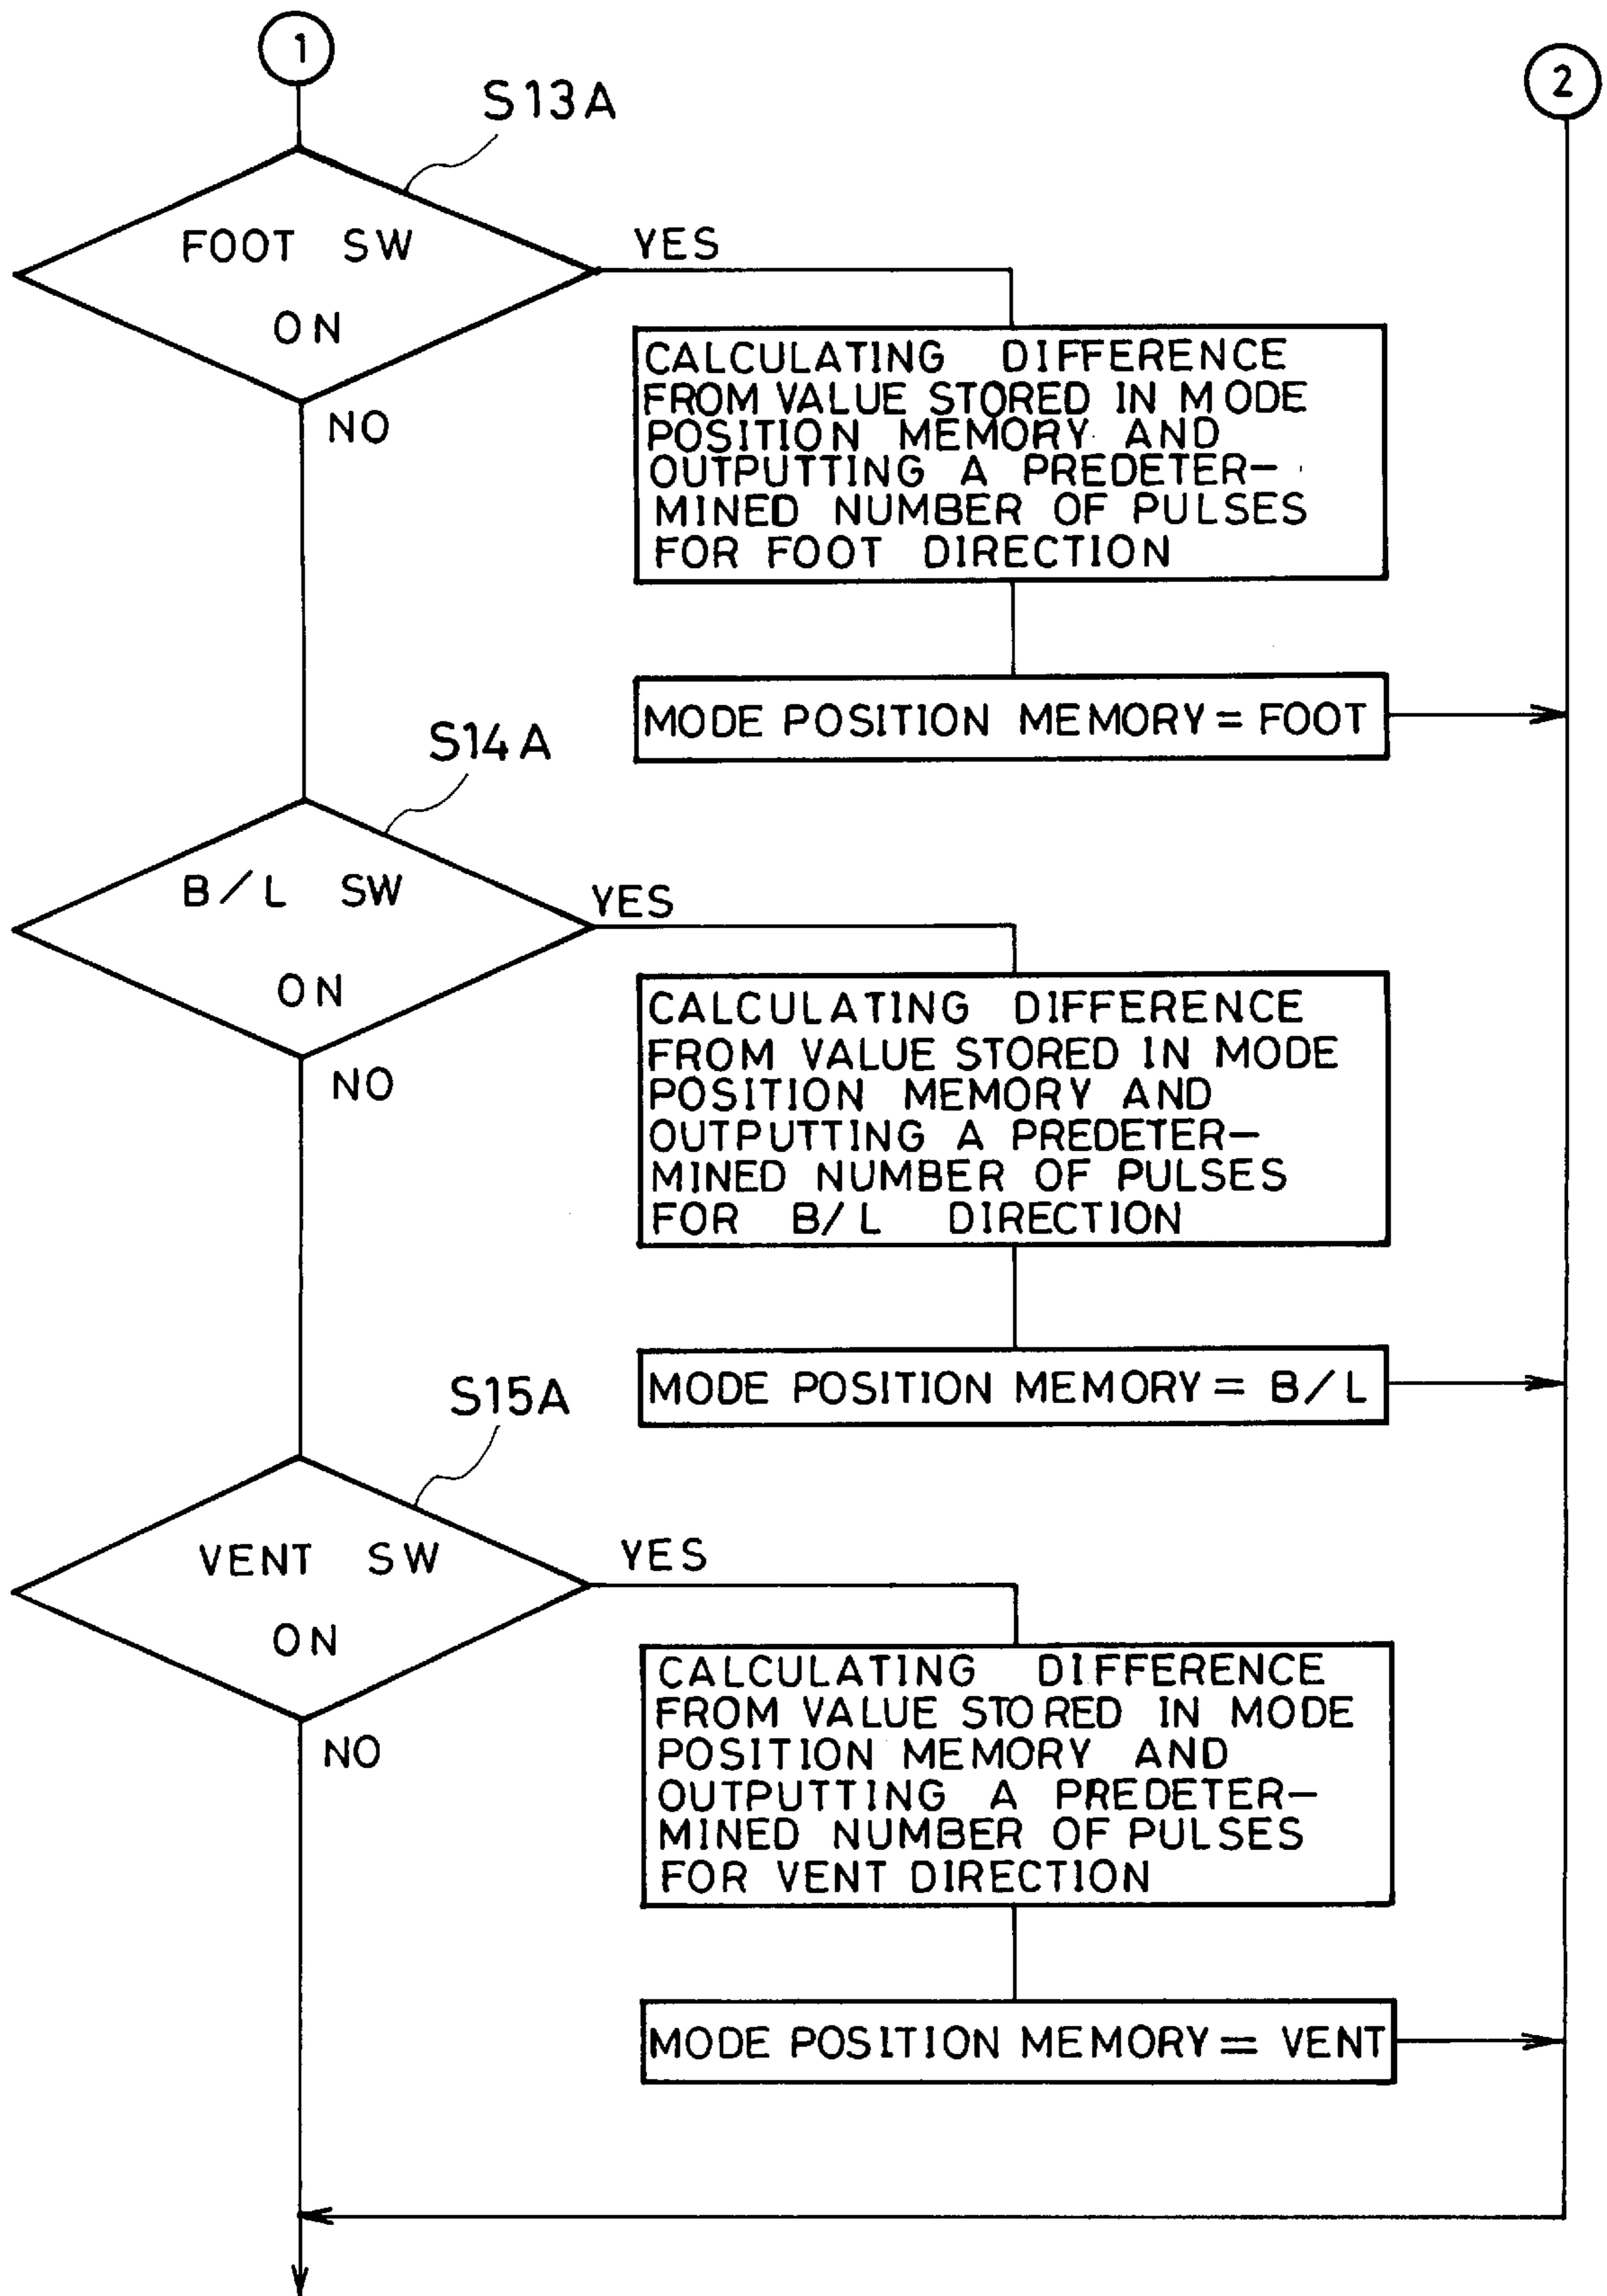 1
2
S13A
FOOT SW
ON
YES
NO
CALCULATING DIFFERENCE
FROM VALUE STORED IN MODE
POSITION MEMORY AND
OUTPUTTING A PREDETER-
MINED NUMBER OF PULSES
FOR FOOT DIRECTION
MODE POSITION MEMORY = FOOT
S14A
B/L SW
ON
YES
NO
CALCULATING DIFFERENCE
FROM VALUE STORED IN MODE
POSITION MEMORY AND
OUTPUTTING A PREDETER-
MINED NUMBER OF PULSES
FOR B/L DIRECTION
MODE POSITION MEMORY = B/L
S15A
VENT SW
ON
YES
NO
CALCULATING DIFFERENCE
FROM VALUE STORED IN MODE
POSITION MEMORY AND
OUTPUTTING A PREDETER-
MINED NUMBER OF PULSES
FOR VENT DIRECTION
MODE POSITION MEMORY = VENT